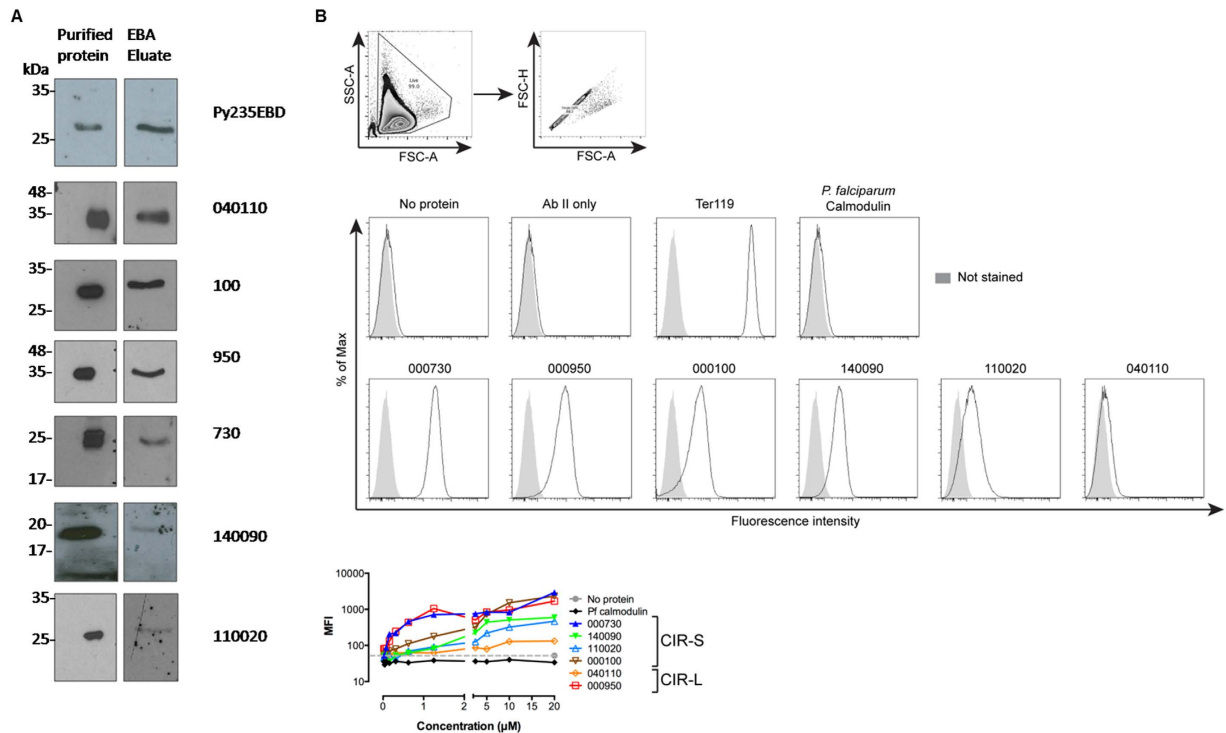 A
Purified protein
EBA Eluate
kDa
35-
25-
Py235EBD
48-
35-
040110
35-
25-
100
48-
35-
950
25-
17-
730
20-
17-
140090
35-
25-
110020
B
SSC-A
Live
99.0
FSC-A
FSC-H
FSC-A
No protein
Ab II only
Ter119
P. falciparum
Calmodulin
Not stained
% of Max
000730
000950
000100
140090
110020
040110
Fluorescence intensity
MFI
10000
1000
100
10
0
1
2
5
10
15
20
Concentration (µM)
No protein
Pf calmodulin
000730
140090
110020
000100
040110
000950
CIR-S
CIR-L